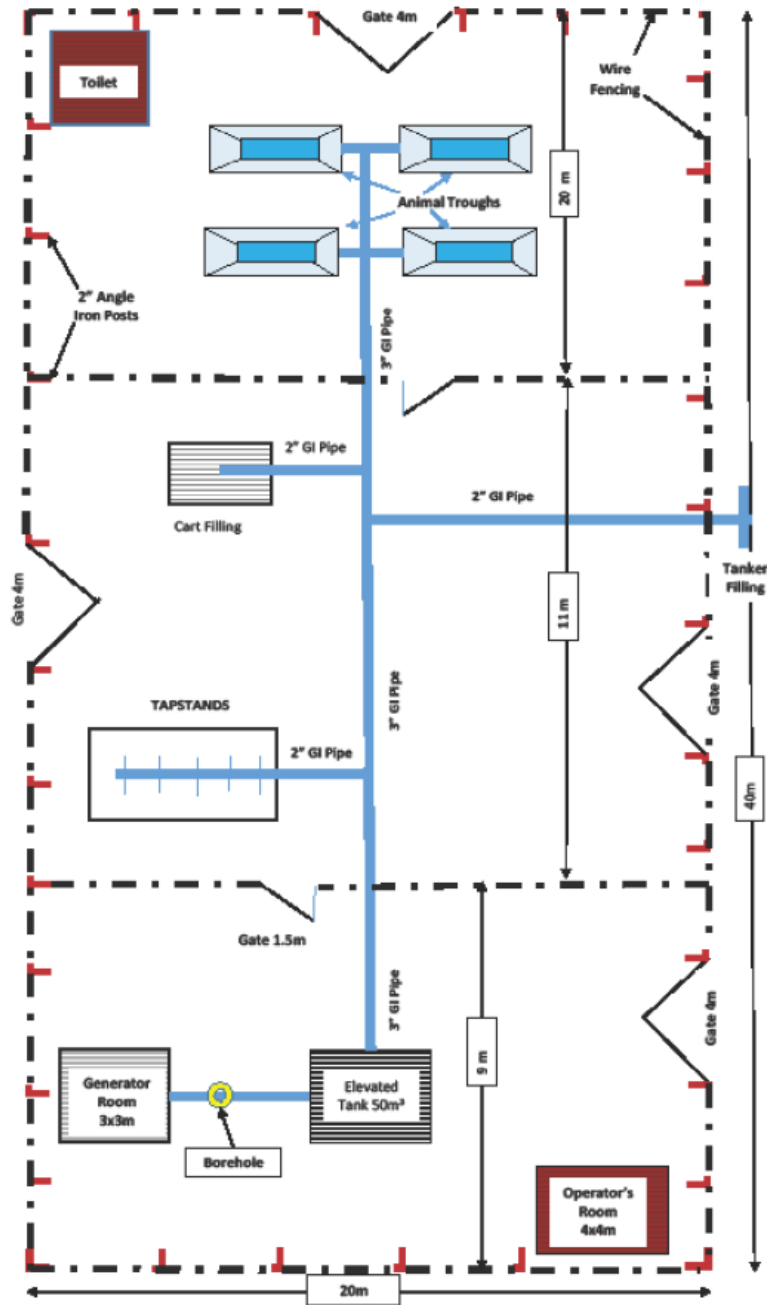 Gate 4m
Toilet
Wire
Fencing
20 m
Animal Troughs
2” Angle
Iron Posts
3” GI Pipe
2” GI Pipe
Cart Filling
2” GI Pipe
Tanker
Filling
Gate 4m
11 m
TAPSTANDS
2” GI Pipe
3” GI Pipe
Gate 4m
40m
Gate 1.5m
3” GI Pipe
9 m
Gate 4m
Generator
Room
3x3m
Elevated
Tank 50m³
Borehole
Operator’s
Room
4x4m
20m